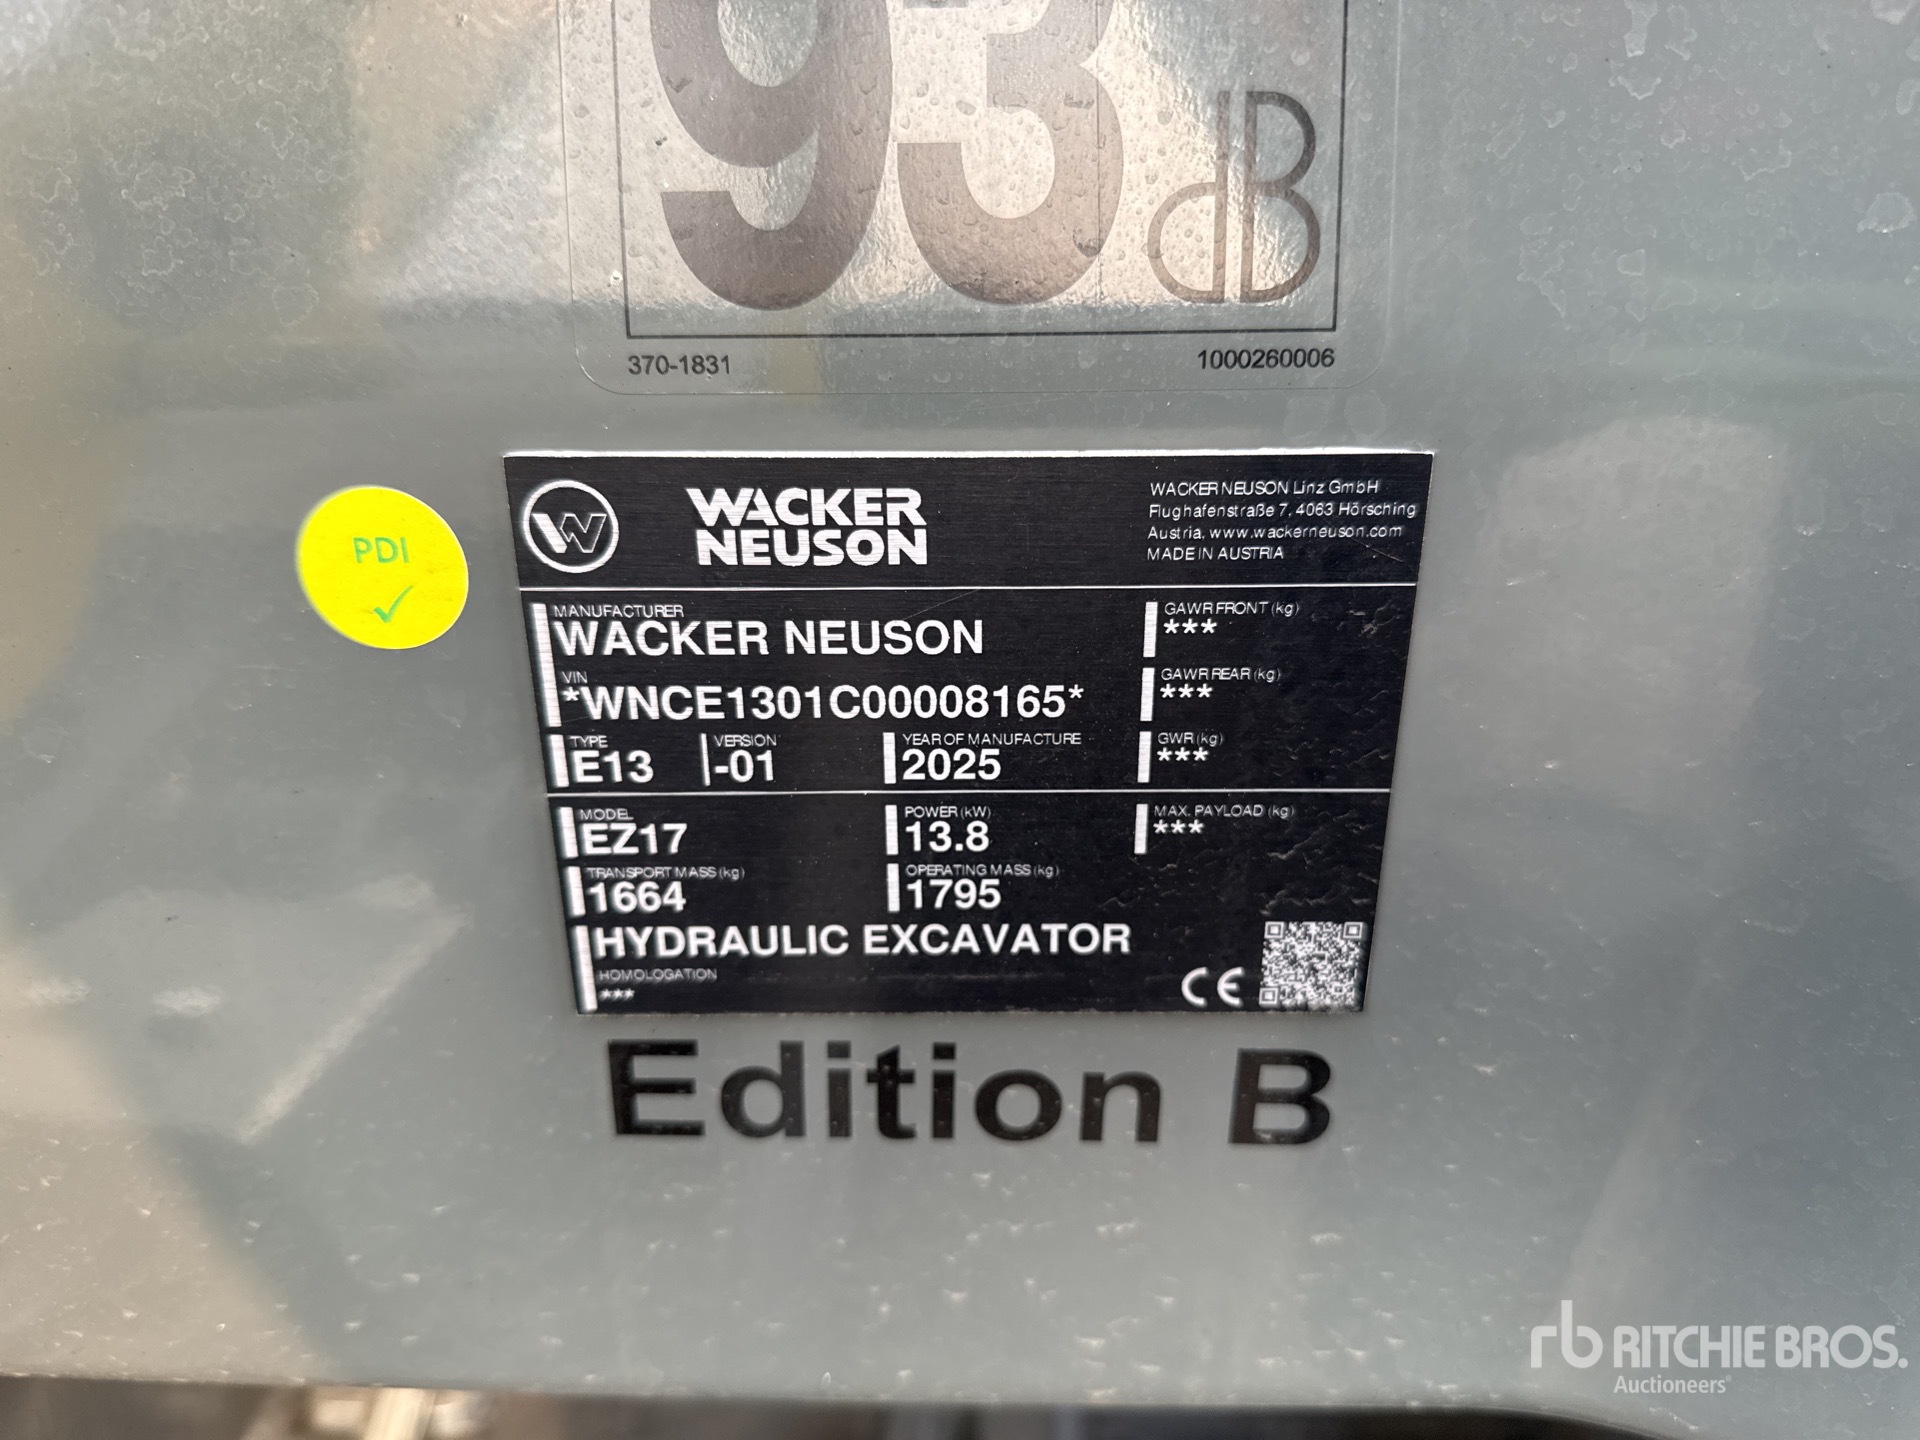 93 dB
370-1831 1000260006
PDI
WACKER NEUSON
WACKER NEUSON Linz GmbH
Flughafenstraße 7, 4063 Hörsching
Austria, www.wackerneuson.com
MADE IN AUSTRIA
MANUFACTURER
WACKER NEUSON
VIN
*WNCE1301C00008165*
TYPE VERSION YEAR OF MANUFACTURE
E13 -01 2025
GAWR FRONT (kg)
***
GAWR REAR (kg)
***
GWR (kg)
***
MODEL POWER (kW) MAX. PAYLOAD (kg)
EZ17 13.8 ***
TRANSPORT MASS (kg) OPERATING MASS (kg)
1664 1795
HYDRAULIC EXCAVATOR
HOMOLOGATION
***
CE
Edition B
rb RITCHIE BROS.
Auctioneers